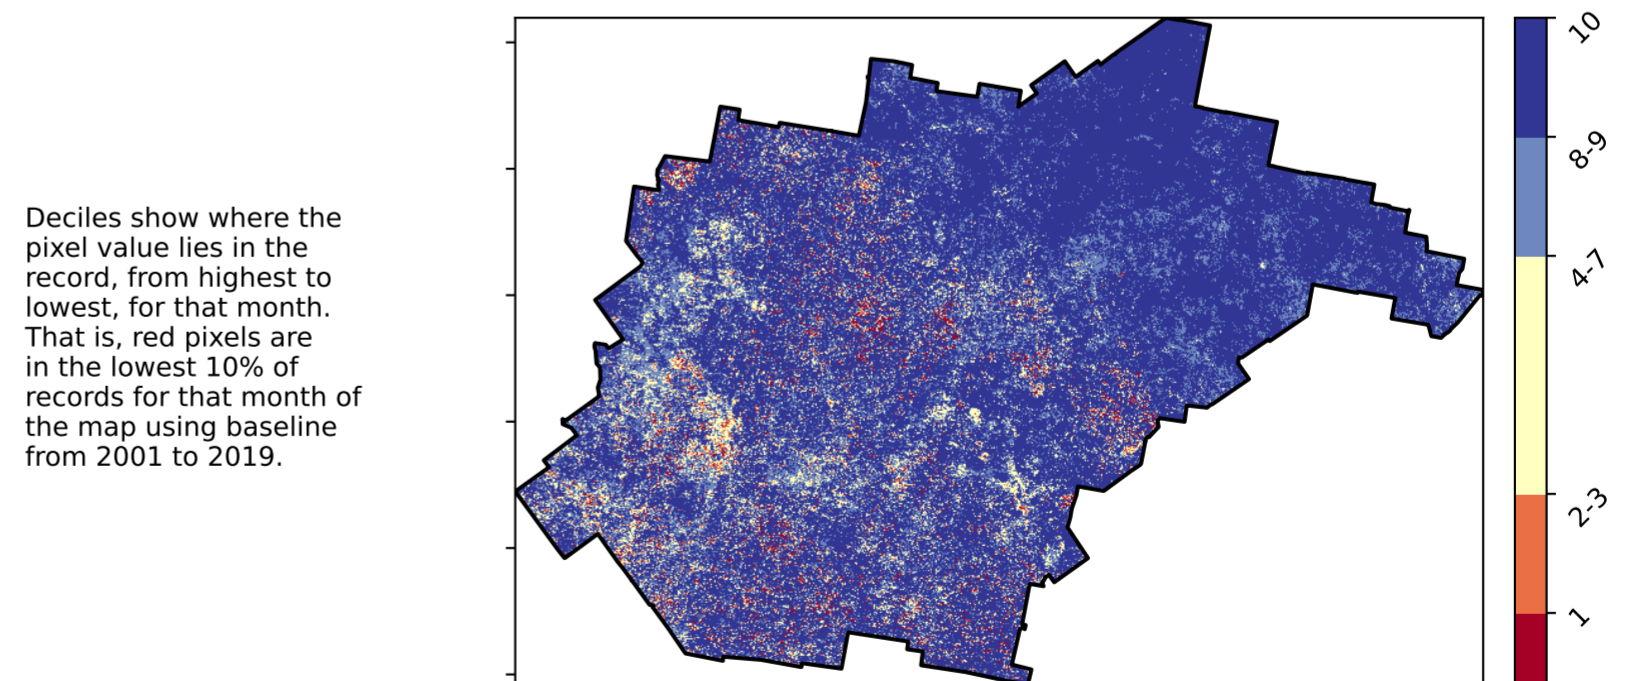 Deciles show where the
pixel value lies in the
record, from highest to
lowest, for that month.
That is, red pixels are
in the lowest 10% of
records for that month of
the map using baseline
from 2001 to 2019.
10
8-9
4-7
2-3
1